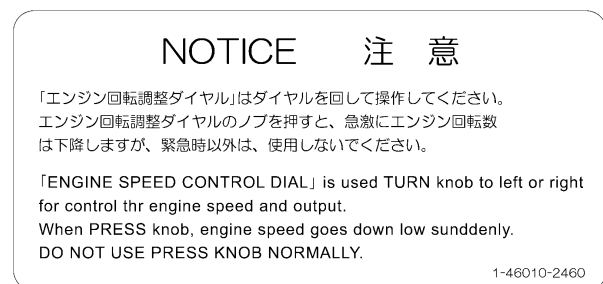 NOTICE 注意
「エンジン回転調整ダイヤル」はダイヤルを回して操作してください。
エンジン回転調整ダイヤルのノブを押すと、急激にエンジン回転数
は下降しますが、緊急時以外は、使用しないでください。
「ENGINE SPEED CONTROL DIAL」 is used TURN knob to left or right
for control thr engine speed and output.
When PRESS knob, engine speed goes down low sunddenly.
DO NOT USE PRESS KNOB NORMALLY.
1-46010-2460